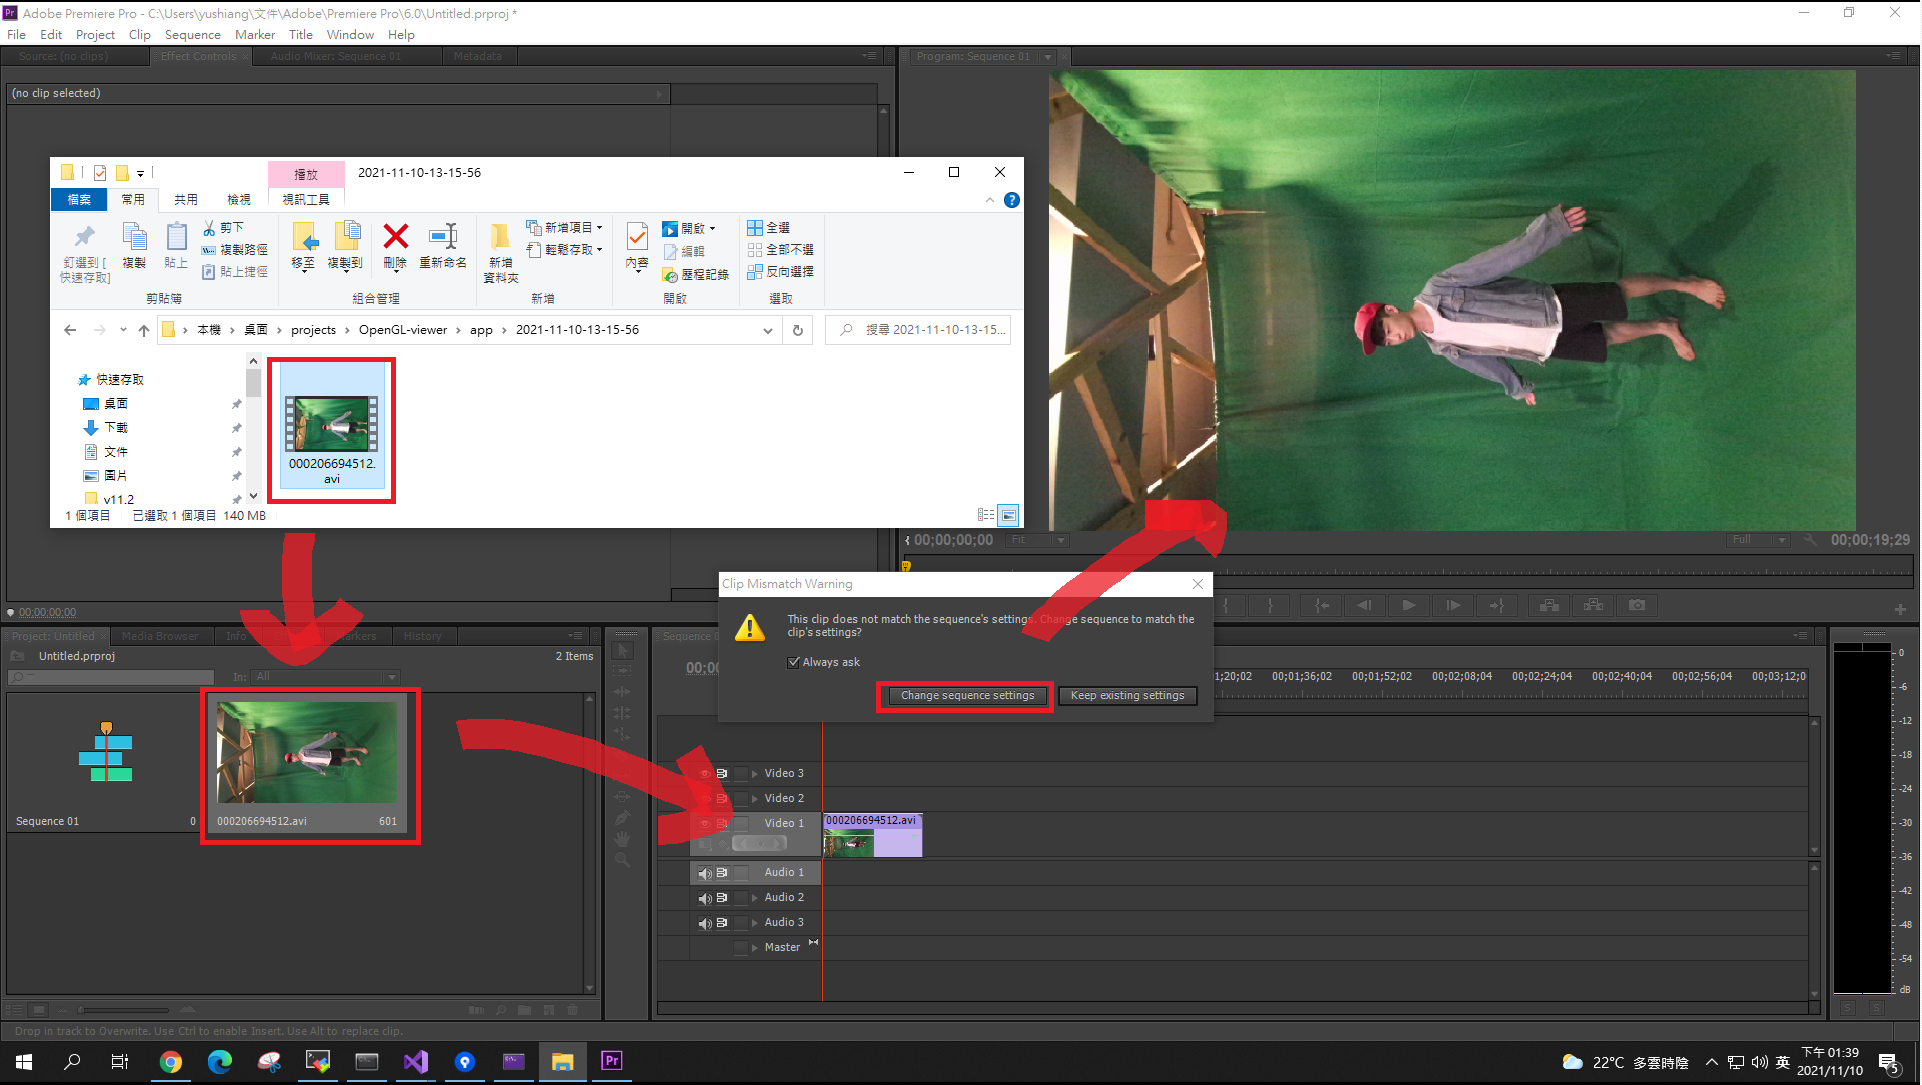 Adobe Premiere Pro - C:\Users\yushiang\文件\Adobe\Premiere Pro\6.0\Untitled.prproj *
File Edit Project Clip Sequence Marker Title Window Help
Source: (no clips) Effect Controls Audio Mixer: Sequence 01 Metadata
Program: Sequence 01
(no clip selected)
播放 2021-11-10-13-15-56
檔案 常用 共用 檢視 視訊工具
釘選到 [
快速存取]
複製
貼上
剪下
複製路徑
貼上捷徑
剪貼簿
移至 複製到 刪除 重新命名
組合管理
新增
資料夾
新增項目
輕鬆存取
新增
內容
開啟
編輯
歷程記錄
開啟
全選
全部不選
反向選擇
選取
本機 桌面 projects OpenGL-viewer app 2021-11-10-13-15-56
搜尋 2021-11-10-13-15...
快速存取
桌面
下載
文件
圖片
v11.2
000206694512.
avi
1 個項目 已選取 1 個項目 140 MB
00;00;00;00 Fit Full 00;00;19;29
00:00:00:00
Clip Mismatch Warning
This clip does not match the sequence's settings. Change sequence to match the
clip's settings?
Always ask
Change sequence settings Keep existing settings
Project: Untitled Media Browser Info Markers History
Untitled.prproj 2 Items
In: All
Sequence 01 0
000206694512.avi 601
00;01;36;02 00;01;52;02 00;02;08;04 00;02;24;04 00;02;40;04 00;02;56;04 00;03;12;0
Video 3
Video 2
Video 1
000206694512.avi
Audio 1
Audio 2
Audio 3
Master
0
-6
-12
-18
-24
-30
-36
-42
-48
-54
dB
S S
Drop in track to Overwrite. Use Ctrl to enable Insert. Use Alt to replace clip.
22°C 多雲時陰 英 下午 01:39
2021/11/10
5